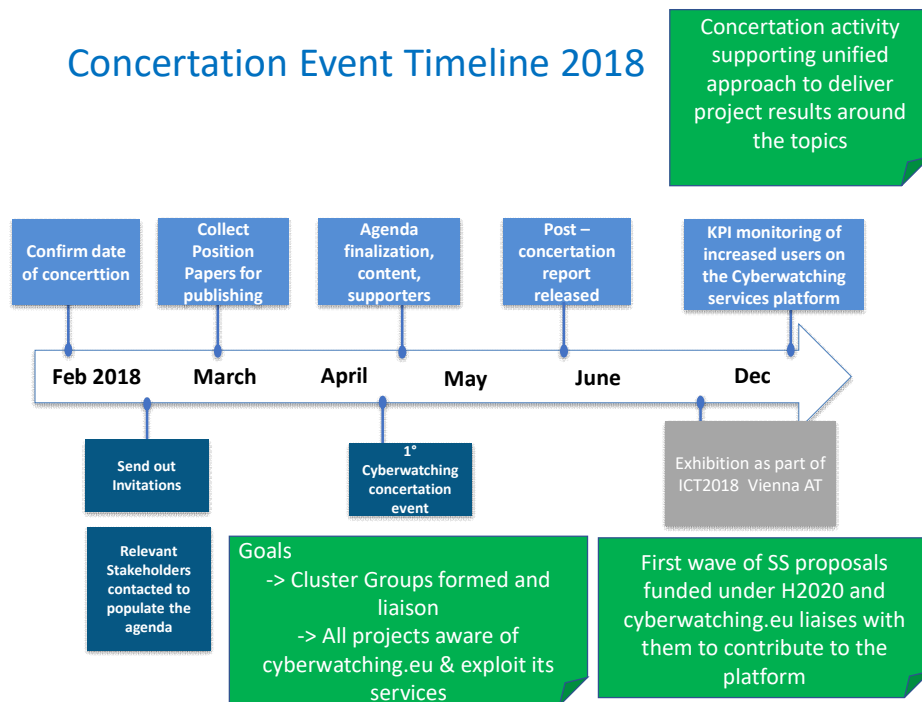 Concertation Event Timeline 2018
Concertation activity
supporting unified
approach to deliver
project results around
the topics
Confirm date
of concerttion
Collect
Position
Papers for
publishing
Agenda
finalization,
content,
supporters
Post –
concertation
report
released
KPI monitoring of
increased users on
the Cyberwatching
services platform
Feb 2018
March
April
May
June
Dec
Send out
Invitations
1°
Cyberwatching
concertation
event
Exhibition as part of
ICT2018 Vienna AT
Relevant
Stakeholders
contacted to
populate the
agenda
Goals
-> Cluster Groups formed and
liaison
-> All projects aware of
cyberwatching.eu & exploit its
services
First wave of SS proposals
funded under H2020 and
cyberwatching.eu liaises with
them to contribute to the
platform